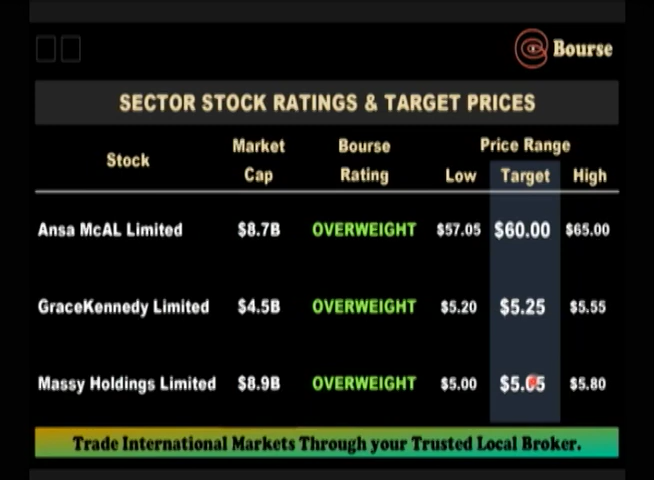 Bourse
SECTOR STOCK RATINGS & TARGET PRICES
Stock Market Cap Bourse Rating Price Range
Low Target High
Ansa McAL Limited $8.7B OVERWEIGHT $57.05 $60.00 $65.00
GraceKennedy Limited $4.5B OVERWEIGHT $5.20 $5.25 $5.55
Massy Holdings Limited $8.9B OVERWEIGHT $5.00 $5.80
Trade International Markets Through your Trusted Local Broker.